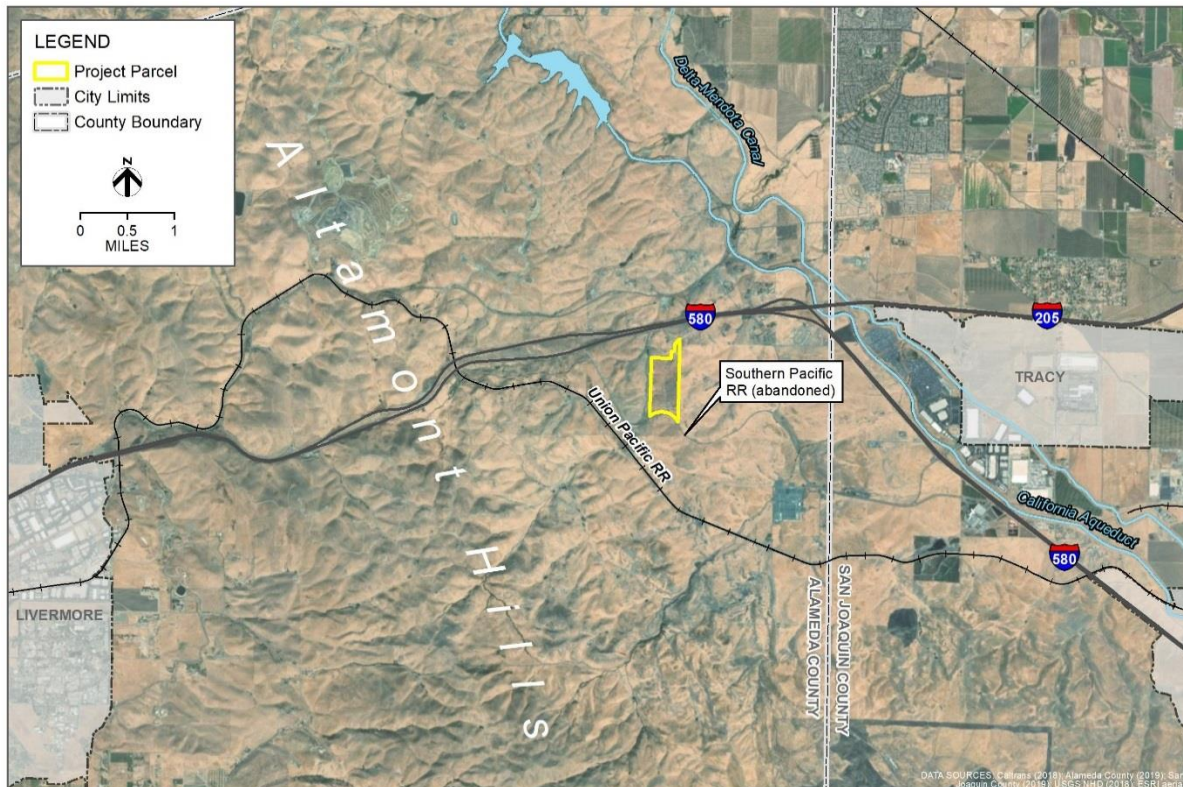 LEGEND
Project Parcel
City Limits
County Boundary
N
0 0.5 1
MILES
Altamont Hills
Delta-Mendota Canal
580
205
TRACY
Southern Pacific
RR (abandoned)
Union Pacific RR
California Aqueduct
580
LIVERMORE
ALAMEDA COUNTY
SAN JOAQUIN COUNTY
DATA SOURCES: Caltrans (2018), Alameda County (2019), San
Joaquin County (2019), USGS NHD (2018), ESRI aerial